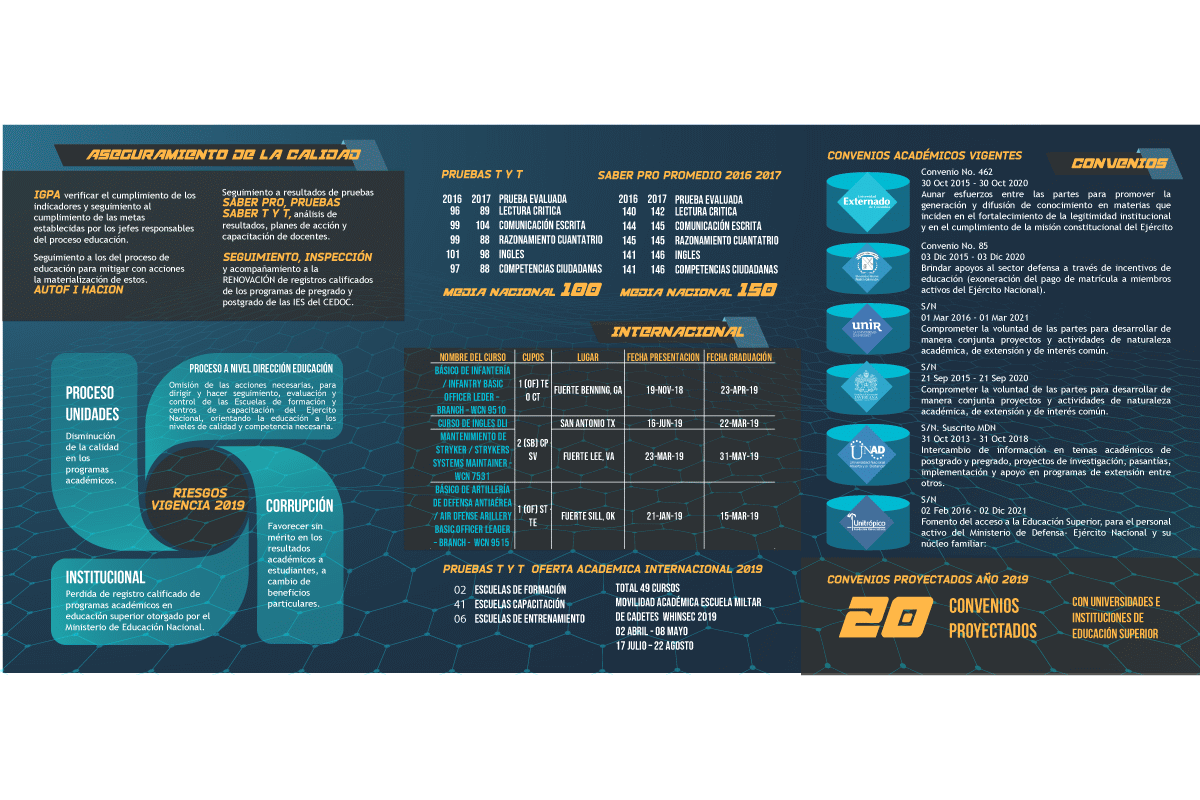 ASEGURAMIENTO DE LA CALIDAD
IGPA verificar el cumplimiento de los
indicadores y seguimiento al
cumplimiento de las metas
establecidas por los jefes responsables
del proceso educación.
Seguimiento a los del proceso de
educación para mitigar con acciones
la materialización de estos.
AUTOF I HACION
Seguimiento a resultados de pruebas
SABER PRO, PRUEBAS
SABER T Y T, análisis de
resultados, planes de acción y
capacitación de docentes.
SEGUIMIENTO, INSPECCIÓN
y acompañamiento a la
RENOVACIÓN de registros calificados
de los programas de pregrado y
postgrado de las IES del CEDOC.
PROCESO
UNIDADES
Disminución
de la calidad
en los
programas
académicos.
PROCESO A NIVEL DIRECCIÓN EDUCACIÓN
Omisión de las acciones necesarias, para
dirigir y hacer seguimiento, evaluación y
control de las Escuelas de formación y
centros de capacitación del Ejercito
Nacional, orientando la educación a los
niveles de calidad y competencia necesaria.
RIESGOS
VIGENCIA 2019
CORRUPCIÓN
Favorecer sin
mérito en los
resultados
académicos a
estudiantes, a
cambio de
beneficios
particulares.
INSTITUCIONAL
Perdida de registro calificado de
programas académicos en
educación superior otorgado por el
Ministerio de Educación Nacional.
PRUEBAS T Y T
2016 2017 PRUEBA EVALUADA
96 89 LECTURA CRITICA
99 104 COMUNICACIÓN ESCRITA
99 88 RAZONAMIENTO CUANTATRIO
101 98 INGLES
97 88 COMPETENCIAS CIUDADANAS
MEDIA NACIONAL 100
SABER PRO PROMEDIO 2016 2017
2016 2017 PRUEBA EVALUADA
140 142 LECTURA CRITICA
144 145 COMUNICACIÓN ESCRITA
145 145 RAZONAMIENTO CUANTATRIO
141 146 INGLES
141 146 COMPETENCIAS CIUDADANAS
MEDIA NACIONAL 150
INTERNACIONAL
NOMBRE DEL CURSO CUPOS LUGAR FECHA PRESENTACION FECHA GRADUACIÓN
BÁSICO DE INFANTERÍA
/ INFANTRY BASIC
OFFICER LEDER -
BRANCH - WCN 9510
1 (OF) TE
O CT
FUERTE BENNING, GA 19-NOV-18 23-APR-19
CURSO DE INGLES DLI SAN ANTONIO TX 16-JUN-19 22-MAR-19
MANTENIMIENTO DE
STRYKER / STRYKERS
SYSTEMS MAINTAINER -
WCN 7531
2 (SB) CP
SV
FUERTE LEE, VA 23-MAR-19 31-MAY-19
BÁSICO DE ARTILLERÍA
DE DEFENSA ANTIAÉREA
/ AIR DFENSE ARILLERY
BASIC OFFICER LEADER
- BRANCH - WCN 9515
1 (OF) ST -
TE
FUERTE SILL, OK 21-JAN-19 15-MAR-19
PRUEBAS T Y T OFERTA ACADEMICA INTERNACIONAL 2019
02 ESCUELAS DE FORMACIÓN
41 ESCUELAS CAPACITACIÓN
06 ESCUELAS DE ENTRENAMIENTO
TOTAL 49 CURSOS
MOVILIDAD ACADÉMICA ESCUELA MILTAR
DE CADETES WHINSEC 2019
02 ABRIL - 08 MAYO
17 JULIO - 22 AGOSTO
CONVENIOS ACADÉMICOS VIGENTES
CONVENIOS
Externado
Convenio No. 462
30 Oct 2015 - 30 Oct 2020
Aunar esfuerzos entre las partes para promover la
generación y difusión de conocimiento en materias que
inciden en el fortalecimiento de la legitimidad institucional
y en el cumplimiento de la misión constitucional del Ejército
Convenio No. 85
03 Dic 2015 - 03 Dic 2020
Brindar apoyos al sector defensa a través de incentivos de
educación (exoneración del pago de matrícula a miembros
activos del Ejército Nacional).
unir
S/N
01 Mar 2016 - 01 Mar 2021
Comprometer la voluntad de las partes para desarrollar de
manera conjunta proyectos y actividades de naturaleza
académica, de extensión y de interés común.
S/N
21 Sep 2015 - 21 Sep 2020
Comprometer la voluntad de las partes para desarrollar de
manera conjunta proyectos y actividades de naturaleza
académica, de extensión y de interés común.
UNAD
S/N. Suscrito MDN
31 Oct 2013 - 31 Oct 2018
Intercambio de información en temas académicos de
postgrado y pregrado, proyectos de investigación, pasantías,
implementación y apoyo en programas de extensión entre
otros.
Unitrópico
S/N
02 Feb 2016 - 02 Dic 2021
Fomento del acceso a la Educación Superior, para el personal
activo del Ministerio de Defensa- Ejército Nacional y su
núcleo familiar:
CONVENIOS PROYECTADOS AÑO 2019
20
CONVENIOS
PROYECTADOS
CON UNIVERSIDADES E
INSTITUCIONES DE
EDUCACIÓN SUPERIOR